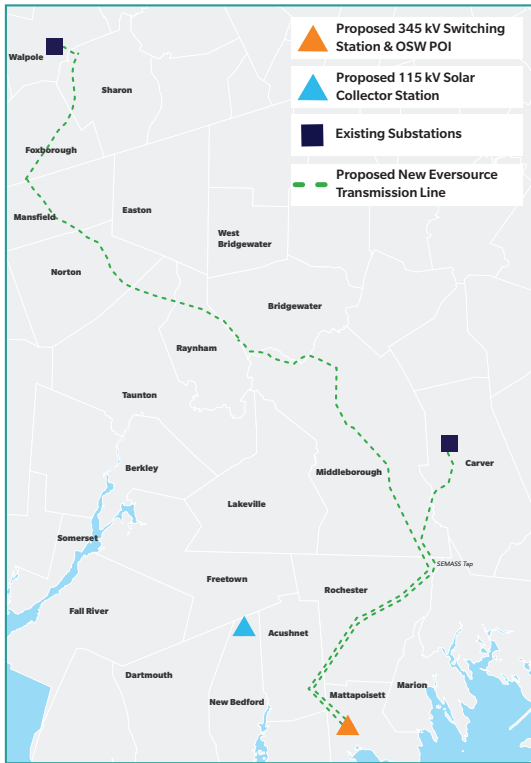 Proposed 345 kV Switching
Station & OSW POI
Proposed 115 kV Solar
Collector Station
Existing Substations
Proposed New Eversource
Transmission Line
Walpole
Sharon
Foxborough
Mansfield
Easton
West
Bridgewater
Norton
Bridgewater
Raynham
Taunton
Berkley
Middleborough
Carver
Lakeville
Somerset
SEMASS Tap
Freetown
Rochester
Fall River
Acushnet
Dartmouth
New Bedford
Mattapoisett
Marion